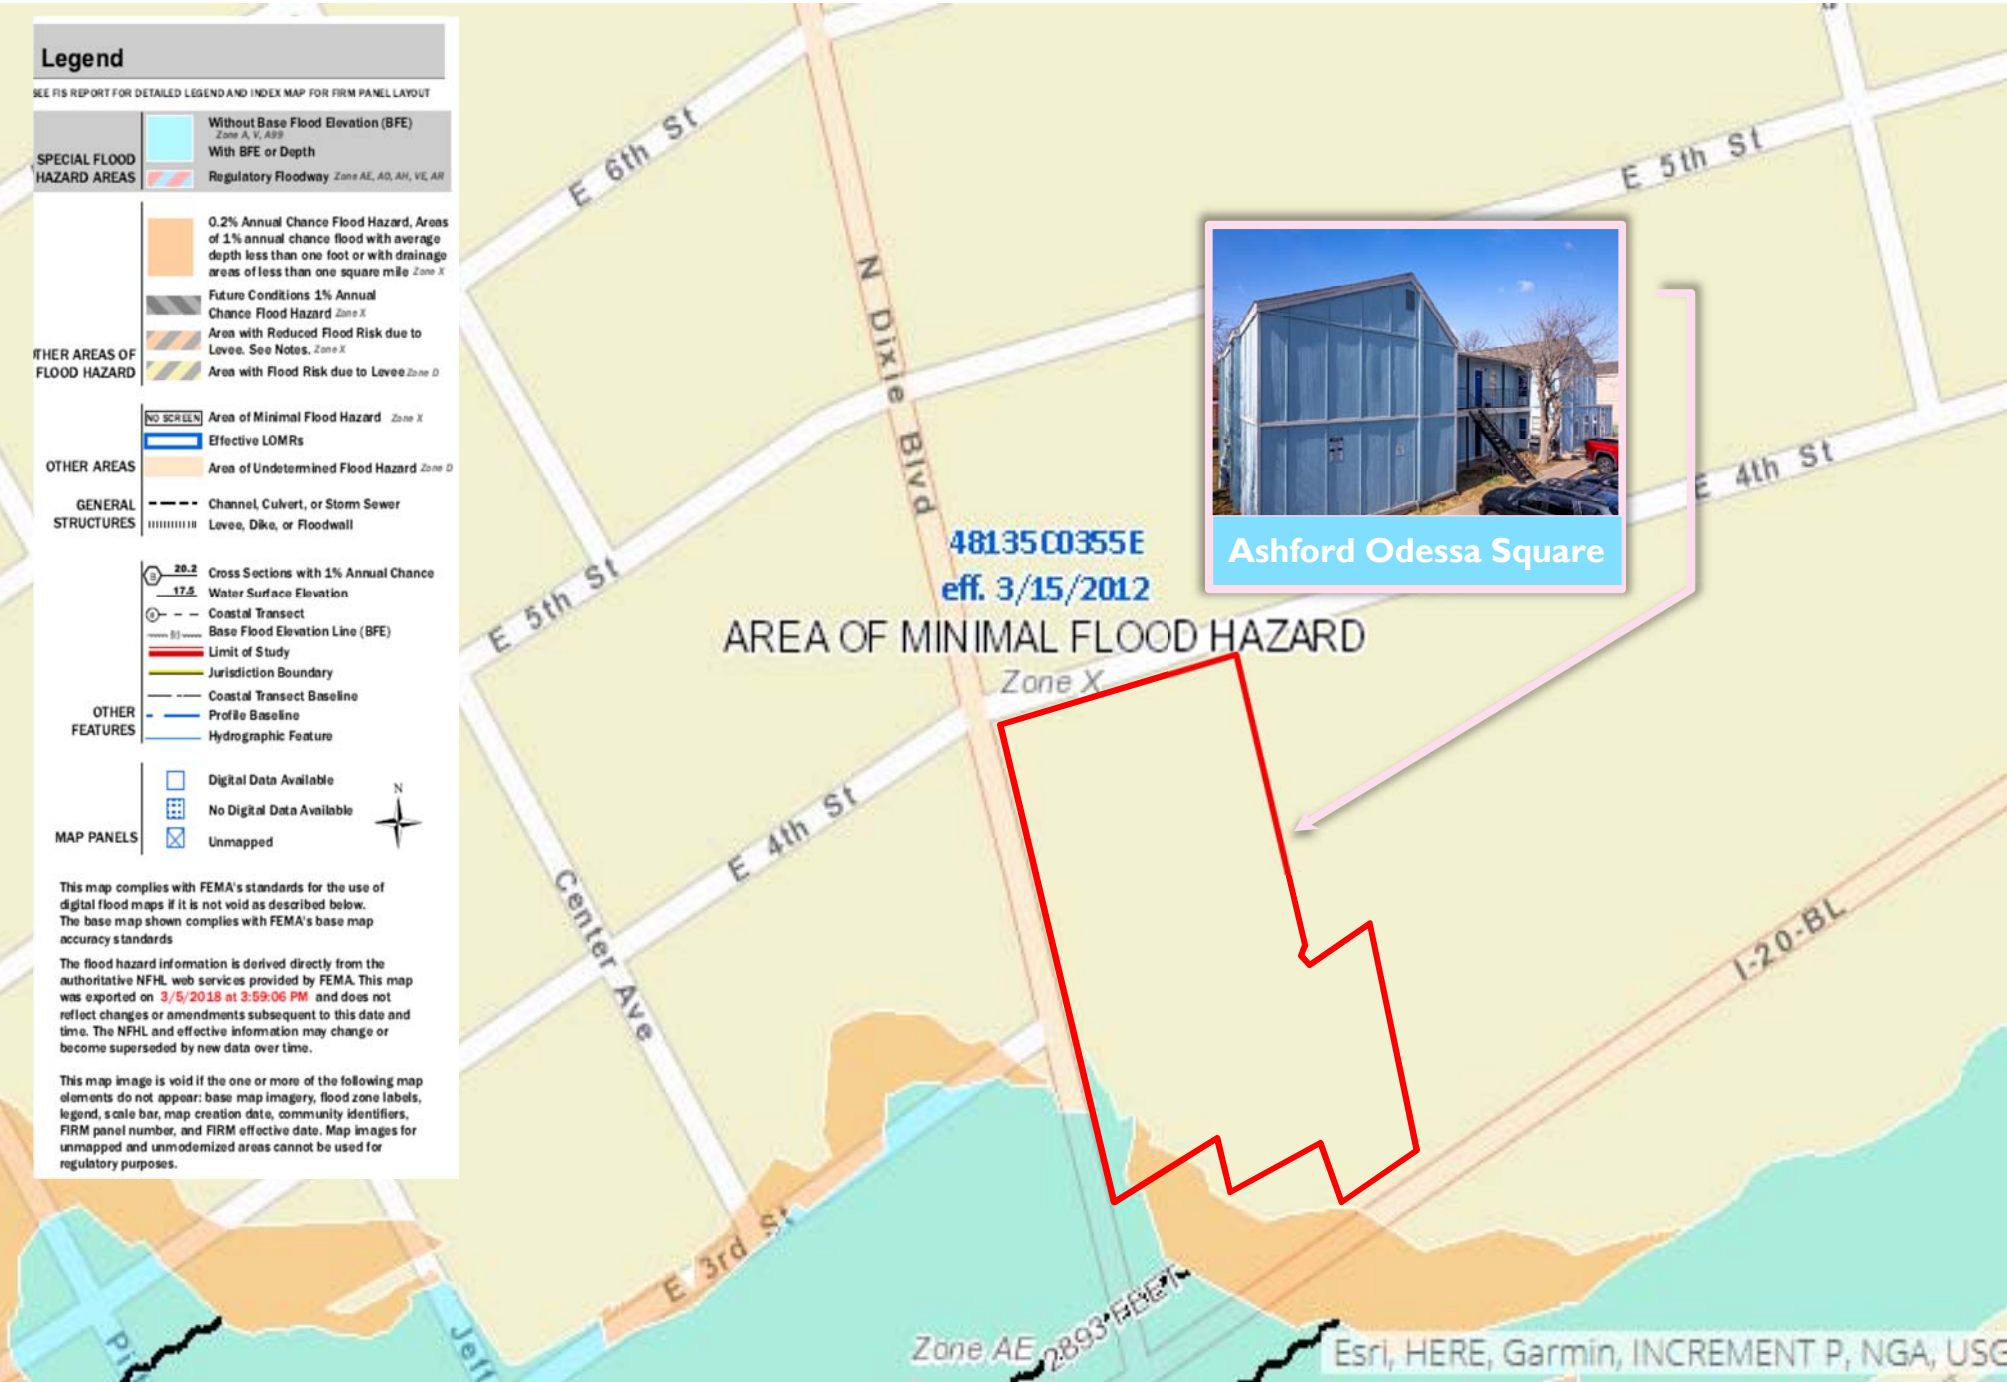 Legend
SEE FIS REPORT FOR DETAILED LEGEND AND INDEX MAP FOR FIRM PANEL LAYOUT
SPECIAL FLOOD
HAZARD AREAS
Without Base Flood Elevation (BFE)
Zone A, V, A99
With BFE or Depth
Regulatory Floodway Zone AE, AO, AH, VE, AR
0.2% Annual Chance Flood Hazard, Areas
of 1% annual chance flood with average
depth less than one foot or with drainage
areas of less than one square mile Zone X
Future Conditions 1% Annual
Chance Flood Hazard Zone X
Area with Reduced Flood Risk due to
Levee. See Notes. Zone X
THER AREAS OF
FLOOD HAZARD
Area with Flood Risk due to Levee Zone D
NO SCREEN Area of Minimal Flood Hazard Zone X
Effective LOMRs
OTHER AREAS
Area of Undetermined Flood Hazard Zone D
GENERAL
STRUCTURES
Channel, Culvert, or Storm Sewer
Levee, Dike, or Floodwall
B 20.2 Cross Sections with 1% Annual Chance
17.5 Water Surface Elevation
Coastal Transect
Base Flood Elevation Line (BFE)
Limit of Study
Jurisdiction Boundary
Coastal Transect Baseline
OTHER
FEATURES
Profile Baseline
Hydrographic Feature
Digital Data Available
No Digital Data Available
MAP PANELS
Unmapped
N
This map complies with FEMA's standards for the use of
digital flood maps if it is not void as described below.
The base map shown complies with FEMA's base map
accuracy standards
The flood hazard information is derived directly from the
authoritative NFHL web services provided by FEMA. This map
was exported on 3/5/2018 at 3:59:06 PM and does not
reflect changes or amendments subsequent to this date and
time. The NFHL and effective information may change or
become superseded by new data over time.
This map image is void if the one or more of the following map
elements do not appear: base map imagery, flood zone labels,
legend, scale bar, map creation date, community identifiers,
FIRM panel number, and FIRM effective date. Map images for
unmapped and unmodernized areas cannot be used for
regulatory purposes.
E 6th St
E 5th St
N Dixie Blvd
E 4th St
Ashford Odessa Square
48135C0355E
eff. 3/15/2012
AREA OF MINIMAL FLOOD HAZARD
Zone X
E 5th St
E 4th St
Center Ave
I-20-BL
E 3rd St
Pi
Jeff
Zone AE
2893 FEET
Esri, HERE, Garmin, INCREMENT P, NGA, USG